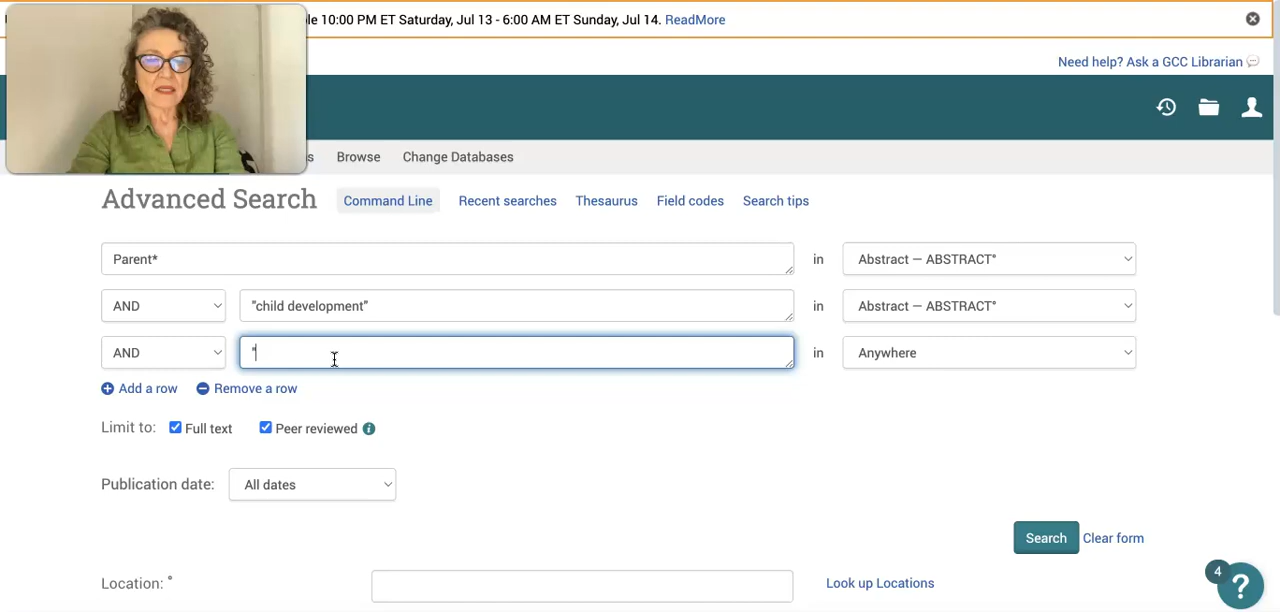 le 10:00 PM ET Saturday, Jul 13 - 6:00 AM ET Sunday, Jul 14. ReadMore
Need help? Ask a GCC Librarian
s Browse Change Databases
Advanced Search Command Line Recent searches Thesaurus Field codes Search tips
Parent* in Abstract — ABSTRACT°
AND "child development" in Abstract — ABSTRACT°
AND " in Anywhere
Add a row Remove a row
Limit to: Full text Peer reviewed
Publication date: All dates
Search Clear form
4 ?
Location: ° Look up Locations